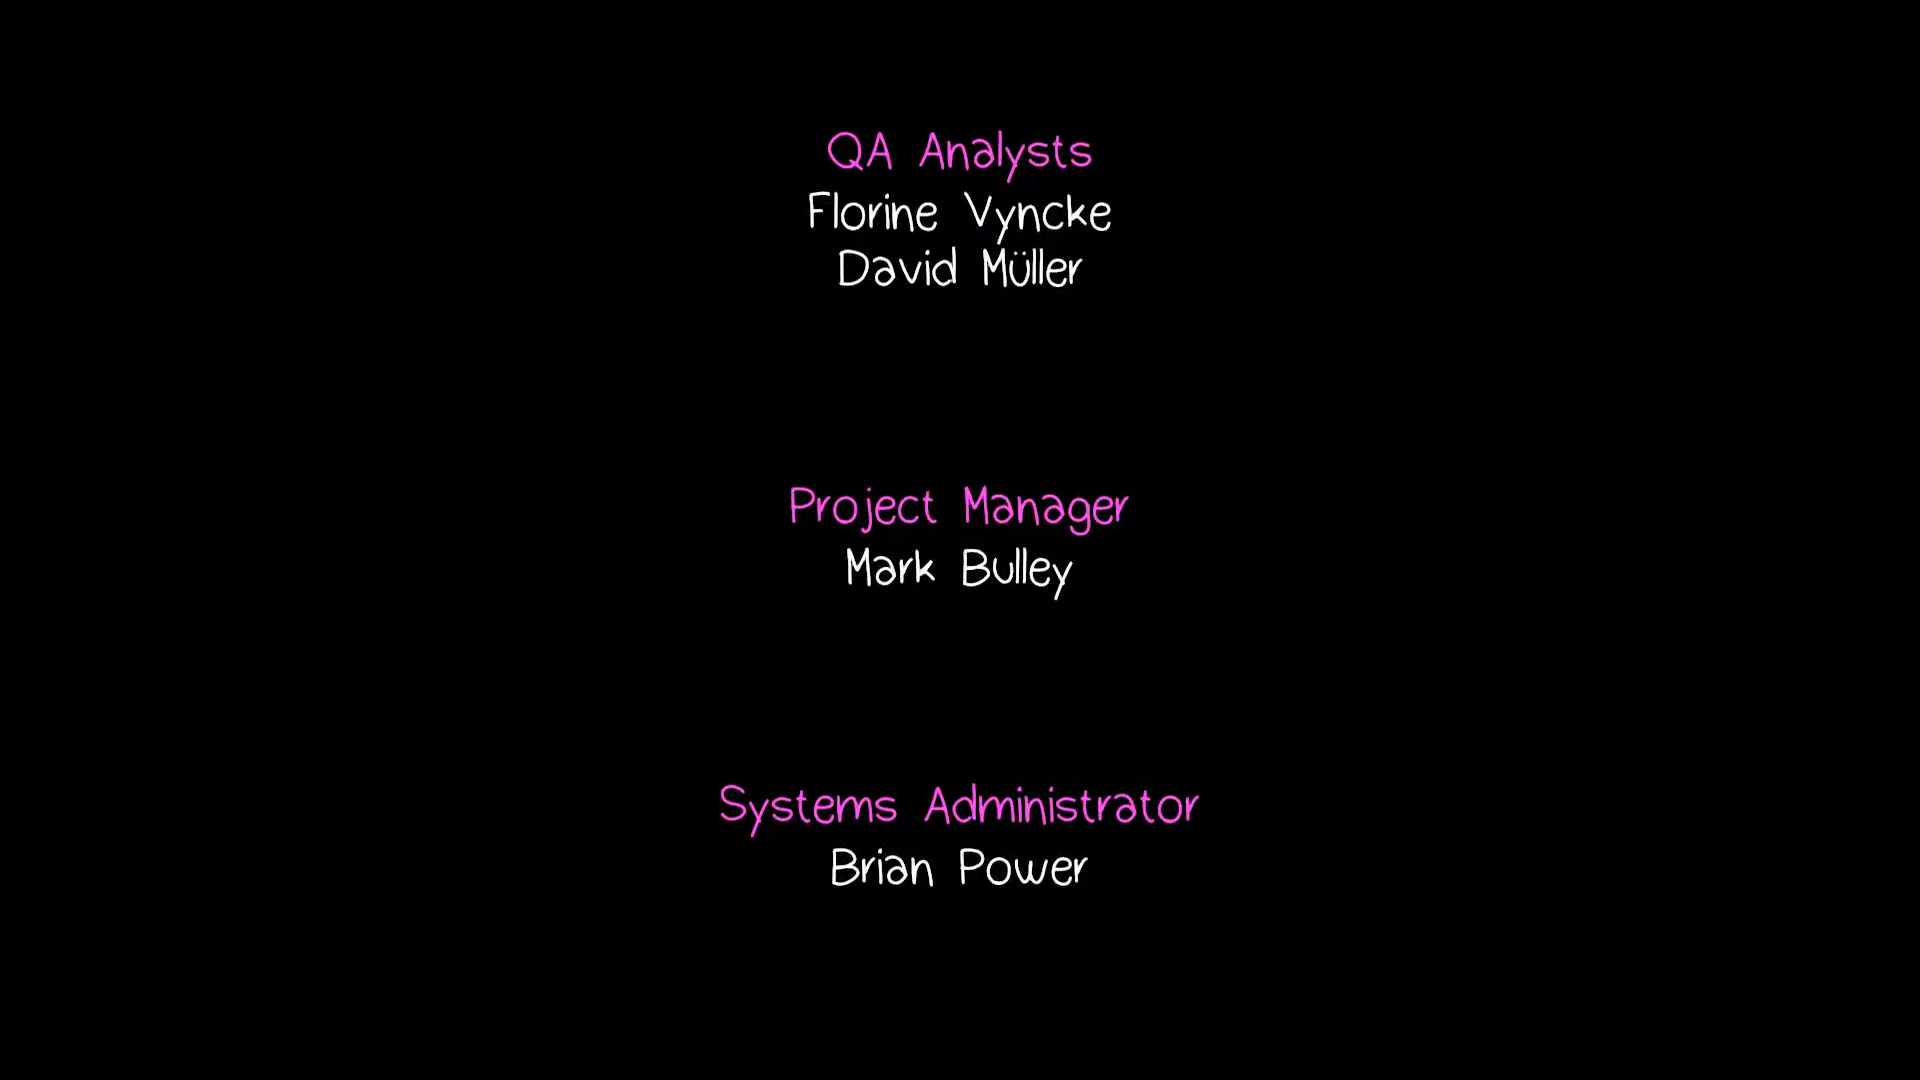 QA Analysts
Florine Vyncke
David Müller
Project Manager
Mark Bulley
Systems Administrator
Brian Power